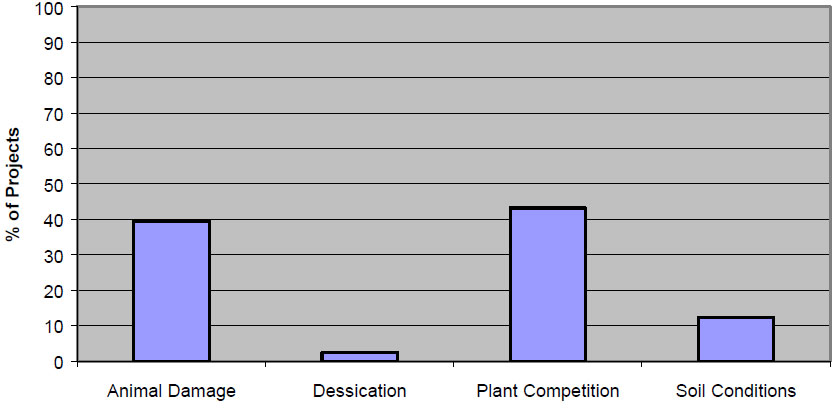 100
90
80
70
60
50
40
30
20
10
0
% of Projects
Animal Damage
Dessication
Plant Competition
Soil Conditions